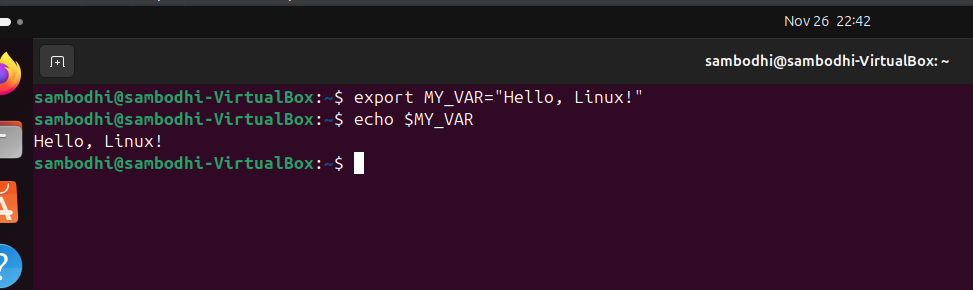 Nov 26 22:42
sambodhi@sambodhi-VirtualBox: ~
sambodhi@sambodhi-VirtualBox:~$ export MY_VAR="Hello, Linux!"
sambodhi@sambodhi-VirtualBox:~$ echo $MY_VAR
Hello, Linux!
sambodhi@sambodhi-VirtualBox:~$